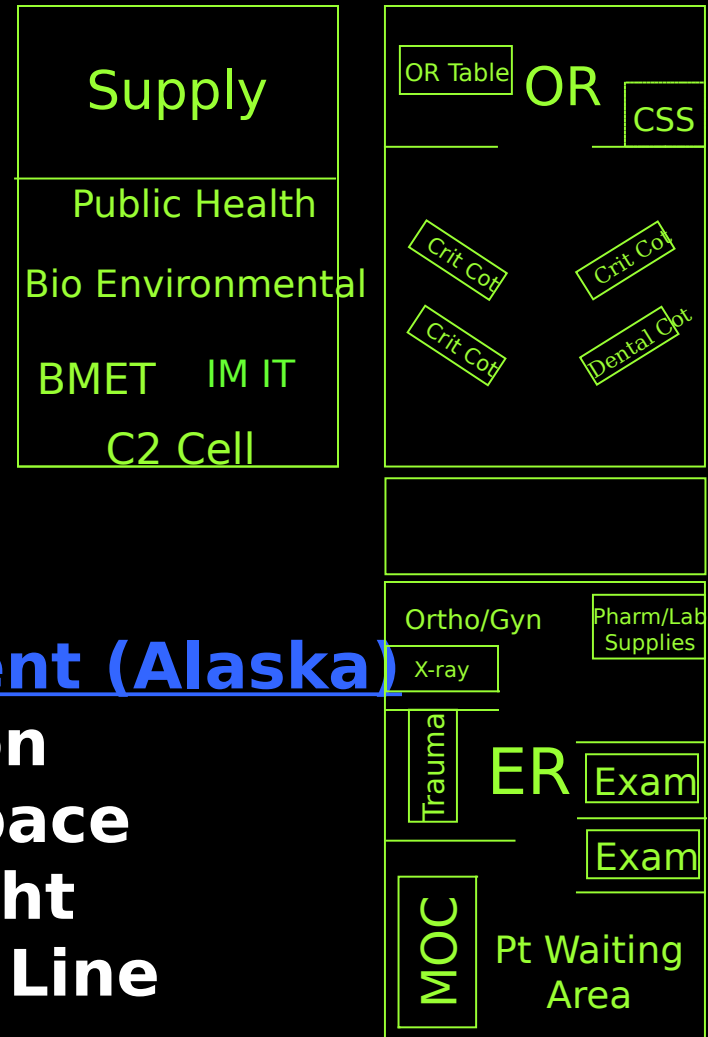 Supply
Public Health
Bio Environmental
BMET IM IT
C2 Cell
OR Table
OR
CSS
Crit Cot
Crit Cot
Crit Cot
Dental Cot
Ortho/Gyn
Pharm/Lab
Supplies
X-ray
Trauma
ER
Exam
Exam
MOC
Pt Waiting
Area
ent (Alaska)
on
pace
ht
Line